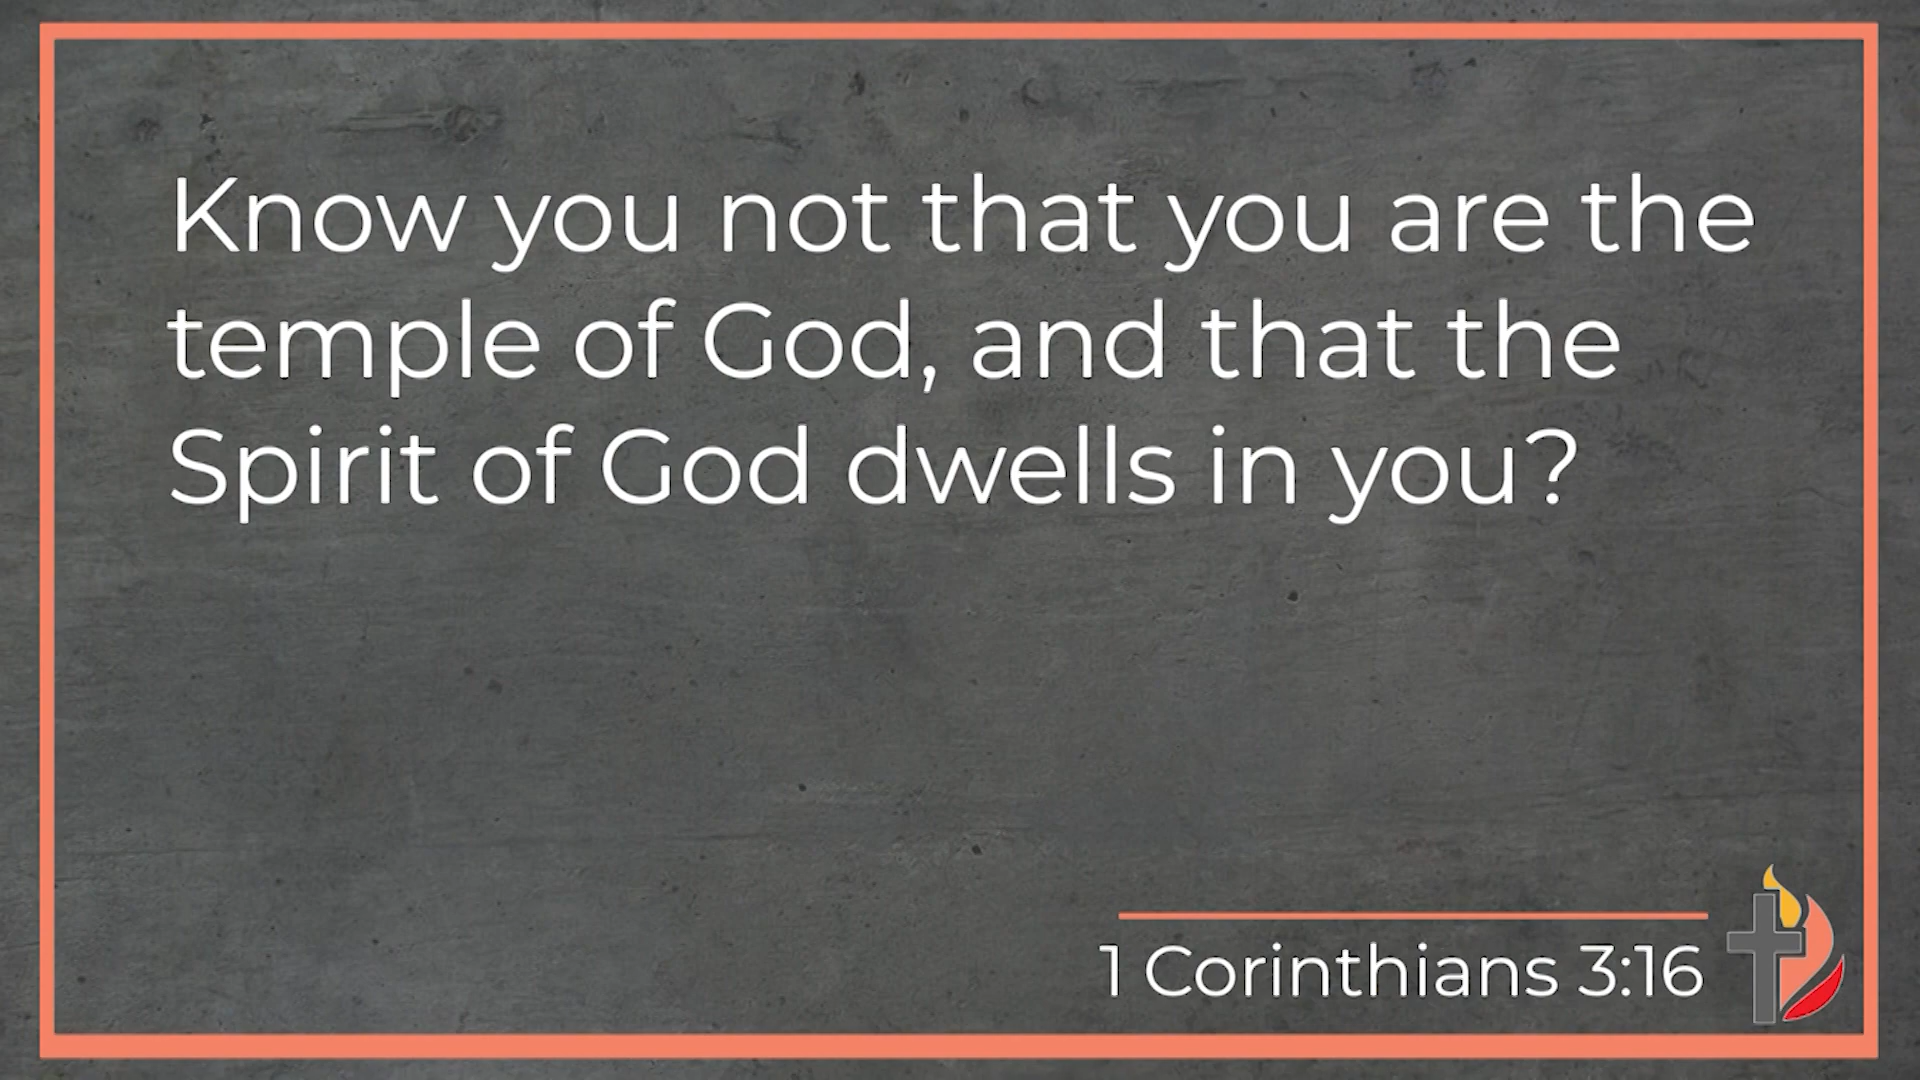 Know you not that you are the
temple of God, and that the
Spirit of God dwells in you?
1 Corinthians 3:16